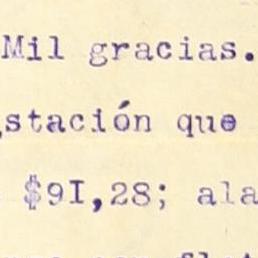 Mil gracias.
stación que
$9I,28; ala